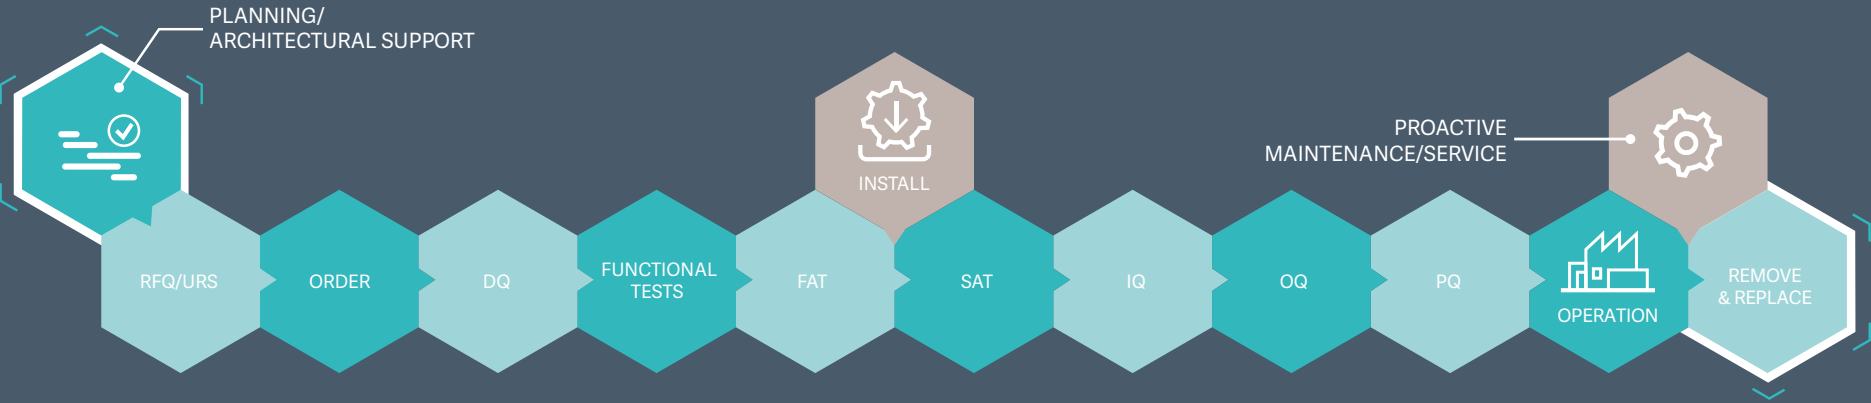 PLANNING/
ARCHITECTURAL SUPPORT
RFQ/URS
ORDER
DQ
FUNCTIONAL
TESTS
FAT
INSTALL
SAT
IQ
OQ
PQ
OPERATION
PROACTIVE
MAINTENANCE/SERVICE
REMOVE
& REPLACE